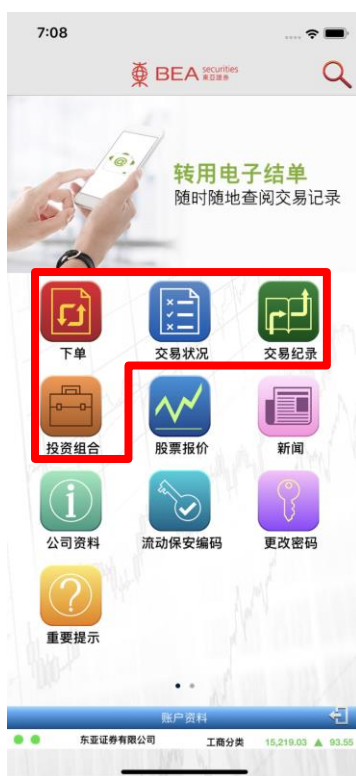 7:08
BEA securities 東亞證券
转用电子结单
随时随地查阅交易记录
下单 交易状况 交易纪录
投资组合 股票报价 新闻
公司资料 流动保安编码 更改密码
重要提示
账户资料
东亚证券有限公司 工商分类 15,219.03 ▲ 93.55